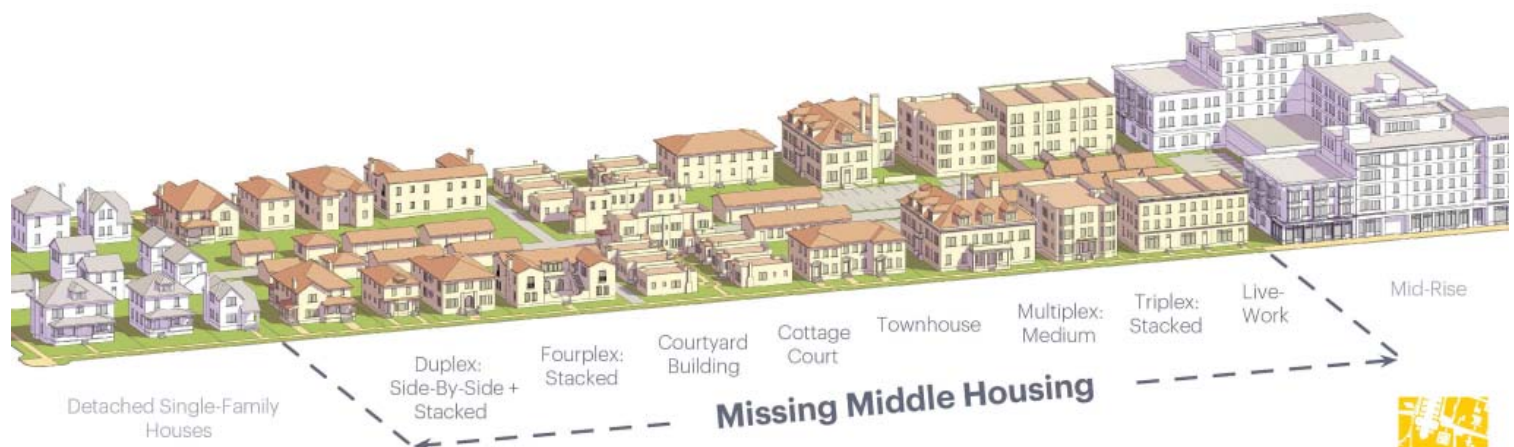 Detached Single-Family
Houses
Duplex:
Side-By-Side +
Stacked
Fourplex:
Stacked
Courtyard
Building
Cottage
Court
Townhouse
Multiplex:
Medium
Triplex:
Stacked
Live-
Work
Mid-Rise
Missing Middle Housing